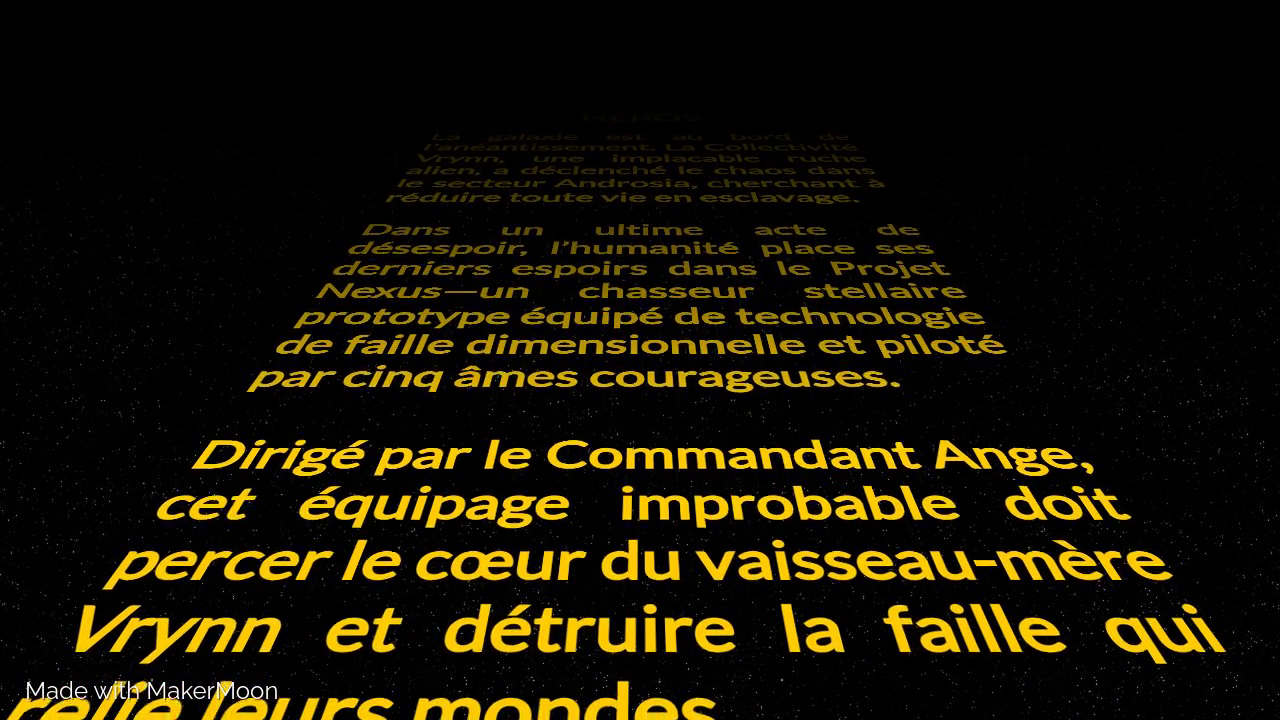 HÉROS
La galaxie est au bord de
l'anéantissement. La Collectivité
Vrynn, une implacable ruche
alien, a déclenché le chaos dans
le secteur Androsia, cherchant à
réduire toute vie en esclavage.
Dans un ultime acte de
désespoir, l'humanité place ses
derniers espoirs dans le Projet
Nexus—un chasseur stellaire
prototype équipé de technologie
de faille dimensionnelle et piloté
par cinq âmes courageuses.
Dirigé par le Commandant Ange,
cet équipage improbable doit
percer le cœur du vaisseau-mère
Vrynn et détruire la faille qui
relie leurs mondes.
Made with MakerMoon